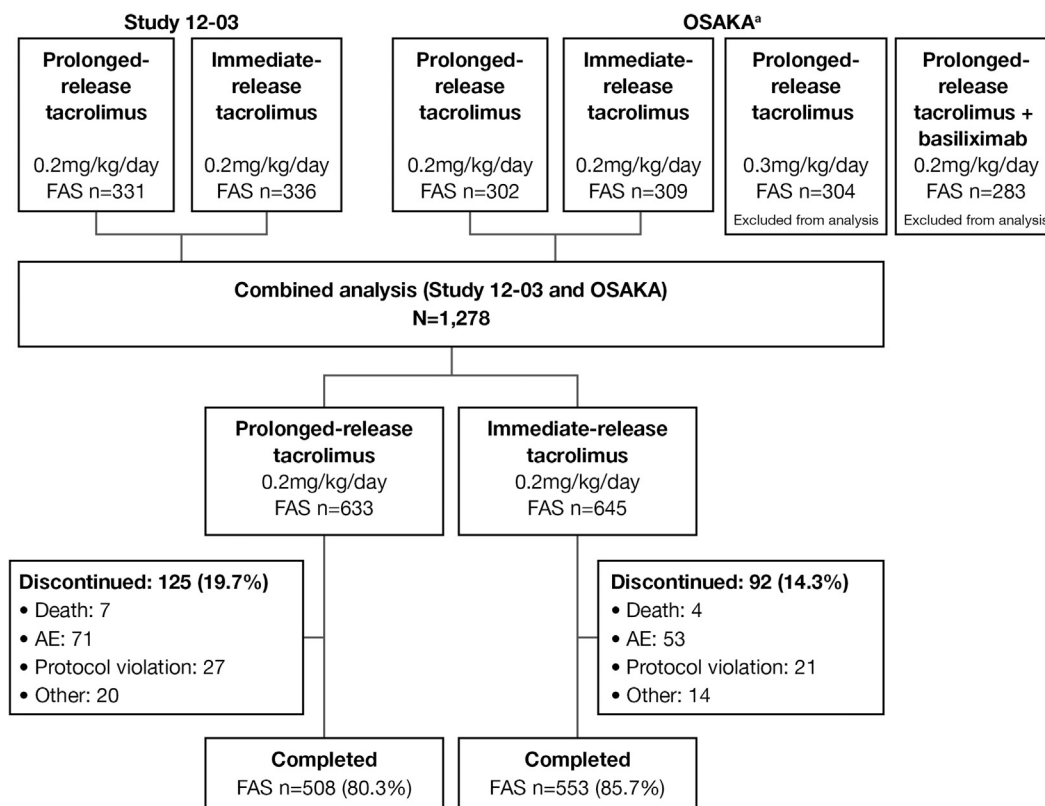 Study 12-03
OSAKAª
Prolonged-
release
tacrolimus
0.2mg/kg/day
FAS n=331
Immediate-
release
tacrolimus
0.2mg/kg/day
FAS n=336
Prolonged-
release
tacrolimus
0.2mg/kg/day
FAS n=302
Immediate-
release
tacrolimus
0.2mg/kg/day
FAS n=309
Prolonged-
release
tacrolimus
0.3mg/kg/day
FAS n=304
Excluded from analysis
Prolonged-
release
tacrolimus +
basiliximab
0.2mg/kg/day
FAS n=283
Excluded from analysis
Combined analysis (Study 12-03 and OSAKA)
N=1,278
Prolonged-release
tacrolimus
0.2mg/kg/day
FAS n=633
Immediate-release
tacrolimus
0.2mg/kg/day
FAS n=645
Discontinued: 125 (19.7%)
• Death: 7
• AE: 71
• Protocol violation: 27
• Other: 20
Discontinued: 92 (14.3%)
• Death: 4
• AE: 53
• Protocol violation: 21
• Other: 14
Completed
FAS n=508 (80.3%)
Completed
FAS n=553 (85.7%)